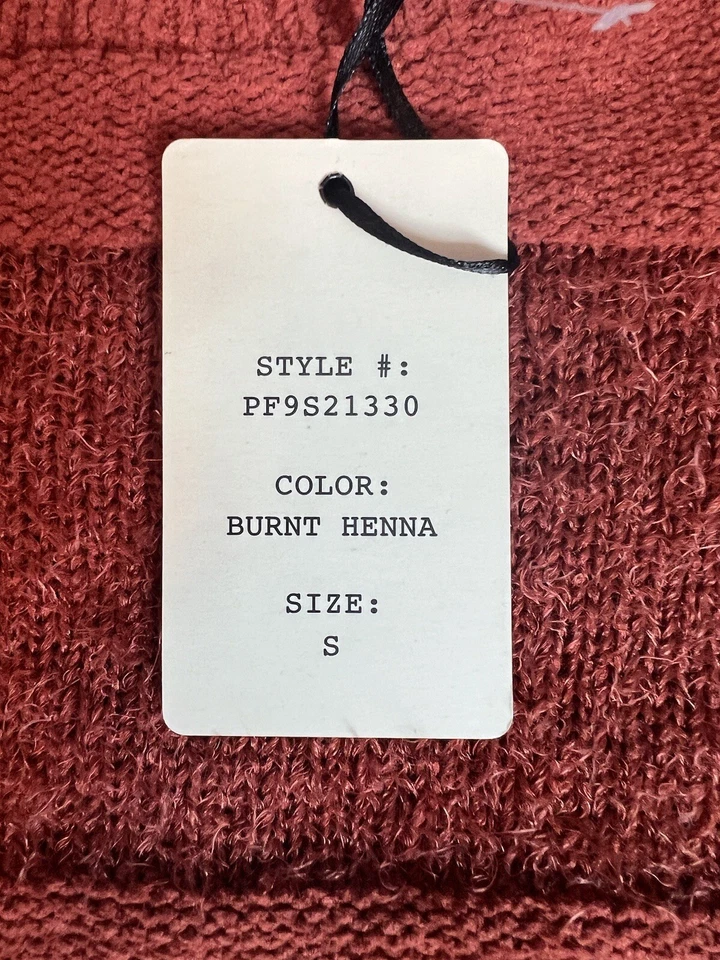 STYLE #:
PF9S21330
COLOR:
BURNT HENNA
SIZE:
S